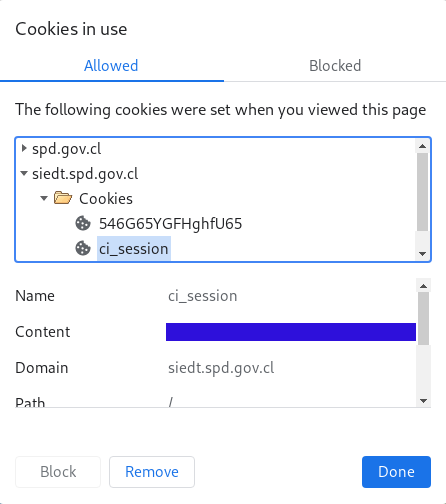 Cookies in use
Allowed
Blocked
The following cookies were set when you viewed this page
spd.gov.cl
siedt.spd.gov.cl
Cookies
546G65YGFHghfU65
ci_session
Name ci_session
Content
Domain siedt.spd.gov.cl
Path /
Block
Remove
Done